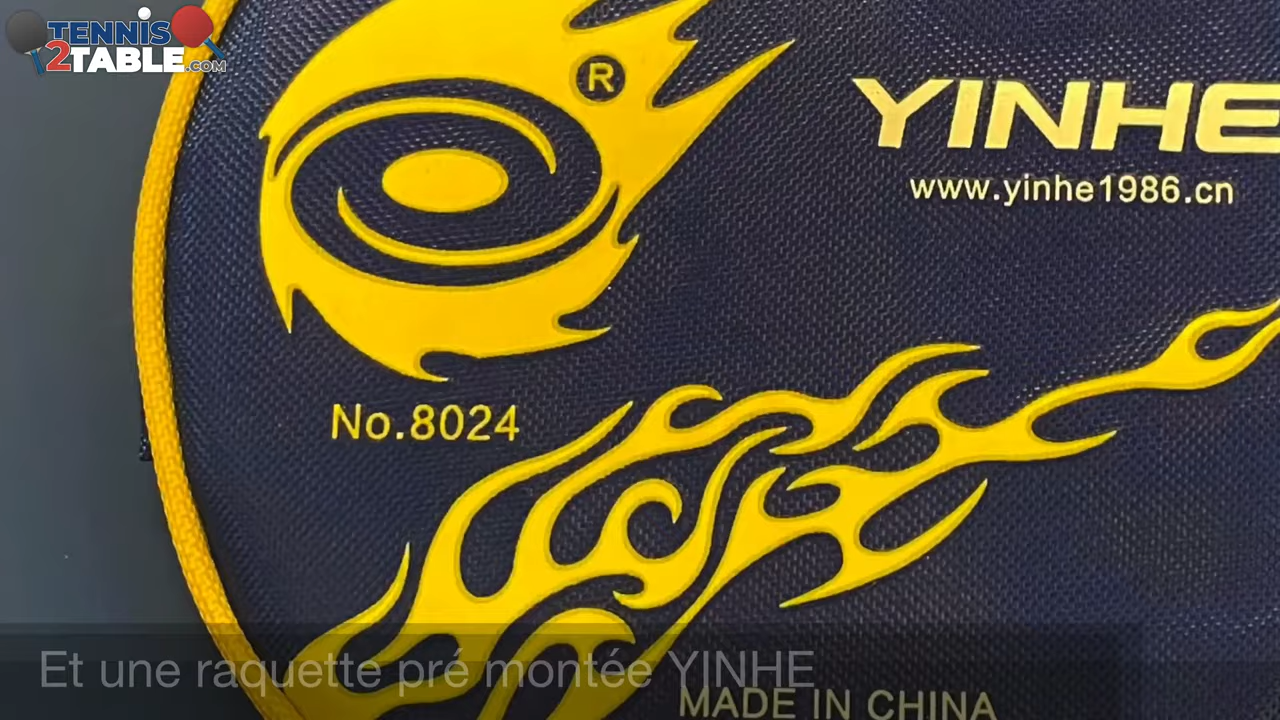 TENNIS
2TABLE.COM
®
YINHE
www.yinhe1986.cn
No.8024
Et une raquette pré montée YINHE
MADE IN CHINA